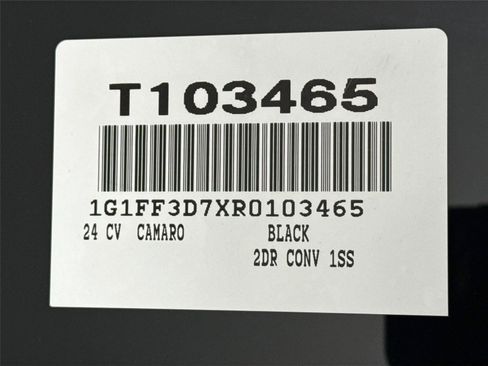 T103465
1G1FF3D7XR0103465
24 CV CAMARO BLACK
2DR CONV 1SS